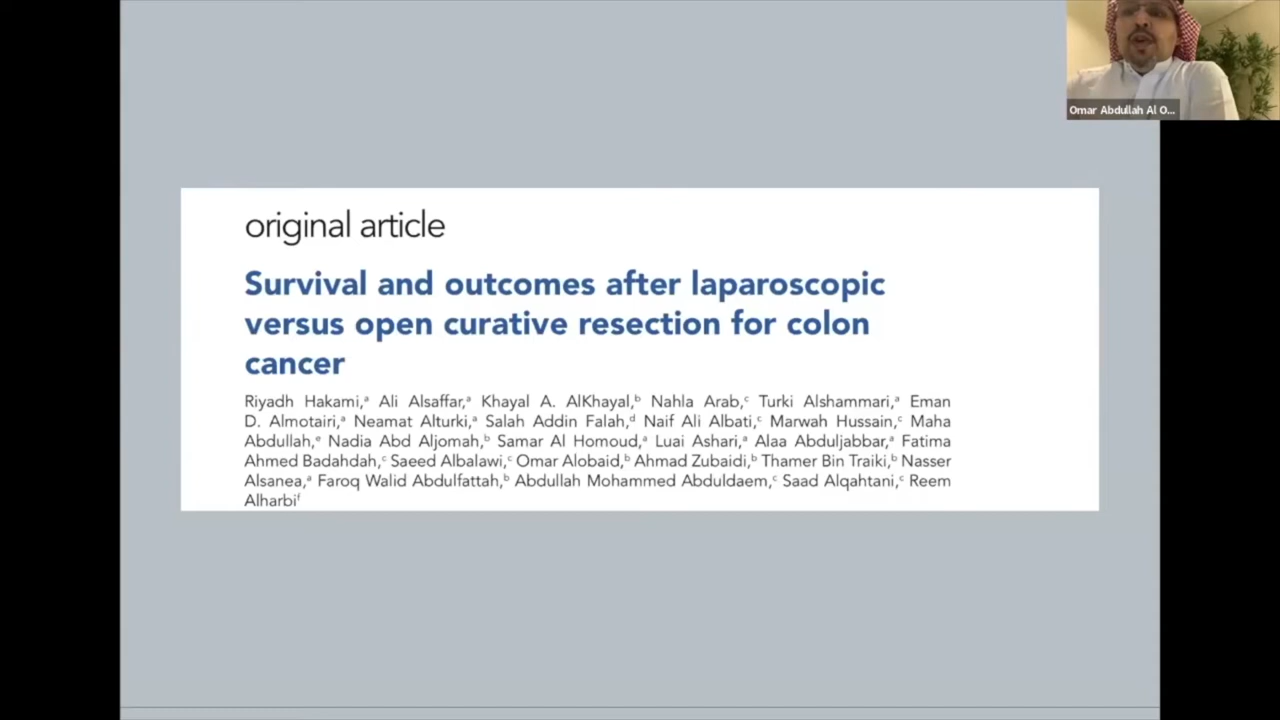 Omar Abdullah Al O...
original article
Survival and outcomes after laparoscopic
versus open curative resection for colon
cancer
Riyadh Hakami,ᵃ Ali Alsaffar,ᵃ Khayal A. AlKhayal,ᵇ Nahla Arab,ᶜ Turki Alshammari,ᵃ Eman
D. Almotairi,ᵃ Neamat Alturki,ᵃ Salah Addin Falah,ᵈ Naif Ali Albati,ᶜ Marwah Hussain,ᶜ Maha
Abdullah,ᵉ Nadia Abd Aljomah,ᵇ Samar Al Homoud,ᵃ Luai Ashari,ᵃ Alaa Abduljabbar,ᵃ Fatima
Ahmed Badahdah,ᶜ Saeed Albalawi,ᶜ Omar Alobaid,ᵇ Ahmad Zubaidi,ᵇ Thamer Bin Traiki,ᵇ Nasser
Alsanea,ᵃ Faroq Walid Abdulfattah,ᵇ Abdullah Mohammed Abduldaem,ᶜ Saad Alqahtani,ᶜ Reem
Alharbiᶠ